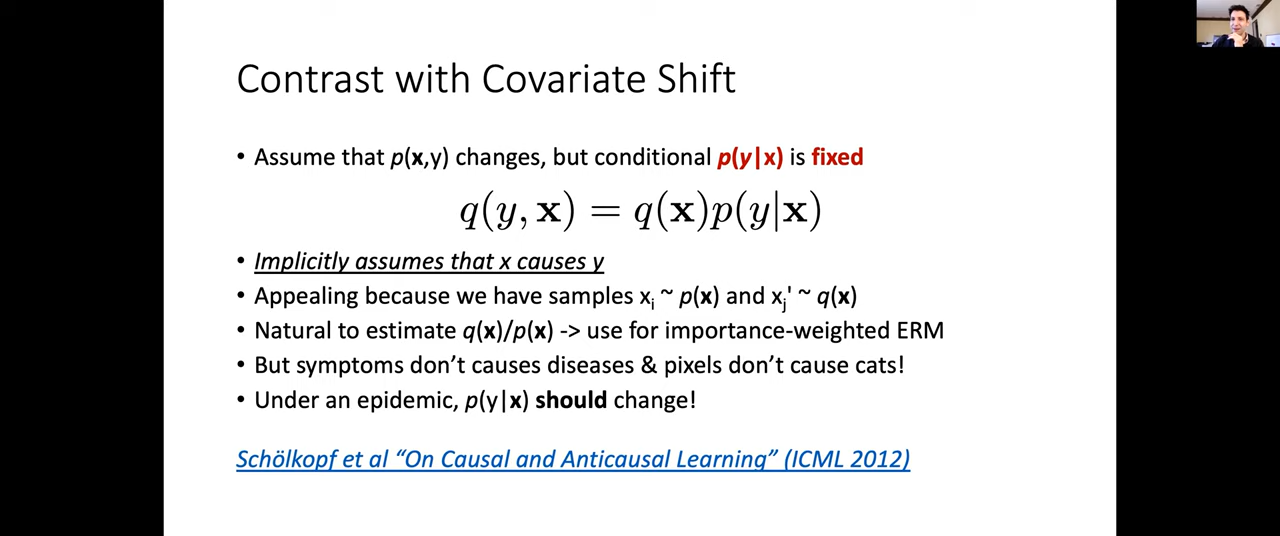 Contrast with Covariate Shift
• Assume that p(x,y) changes, but conditional p(y|x) is fixed
q(y, x) = q(x)p(y|x)
• Implicitly assumes that x causes y
• Appealing because we have samples xᵢ ~ p(x) and xⱼ' ~ q(x)
• Natural to estimate q(x)/p(x) -> use for importance-weighted ERM
• But symptoms don’t causes diseases & pixels don’t cause cats!
• Under an epidemic, p(y|x) should change!
Schölkopf et al “On Causal and Anticausal Learning” (ICML 2012)